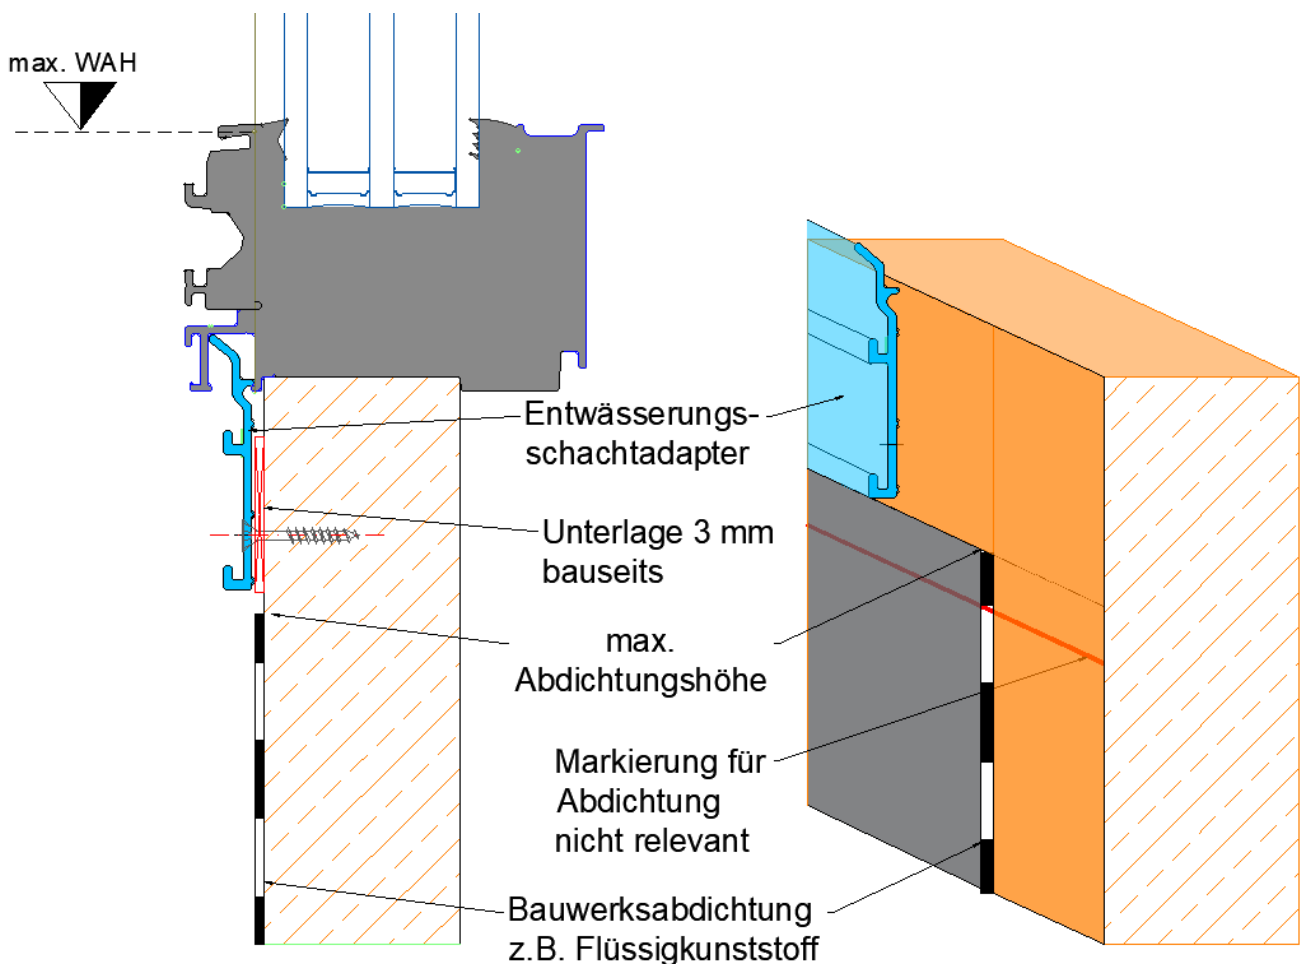 max. WAH
Entwässerungs-
schachtadapter
Unterlage 3 mm
bauseits
max.
Abdichtungshöhe
Markierung für
Abdichtung
nicht relevant
Bauwerksabdichtung
z.B. Flüssigkunststoff